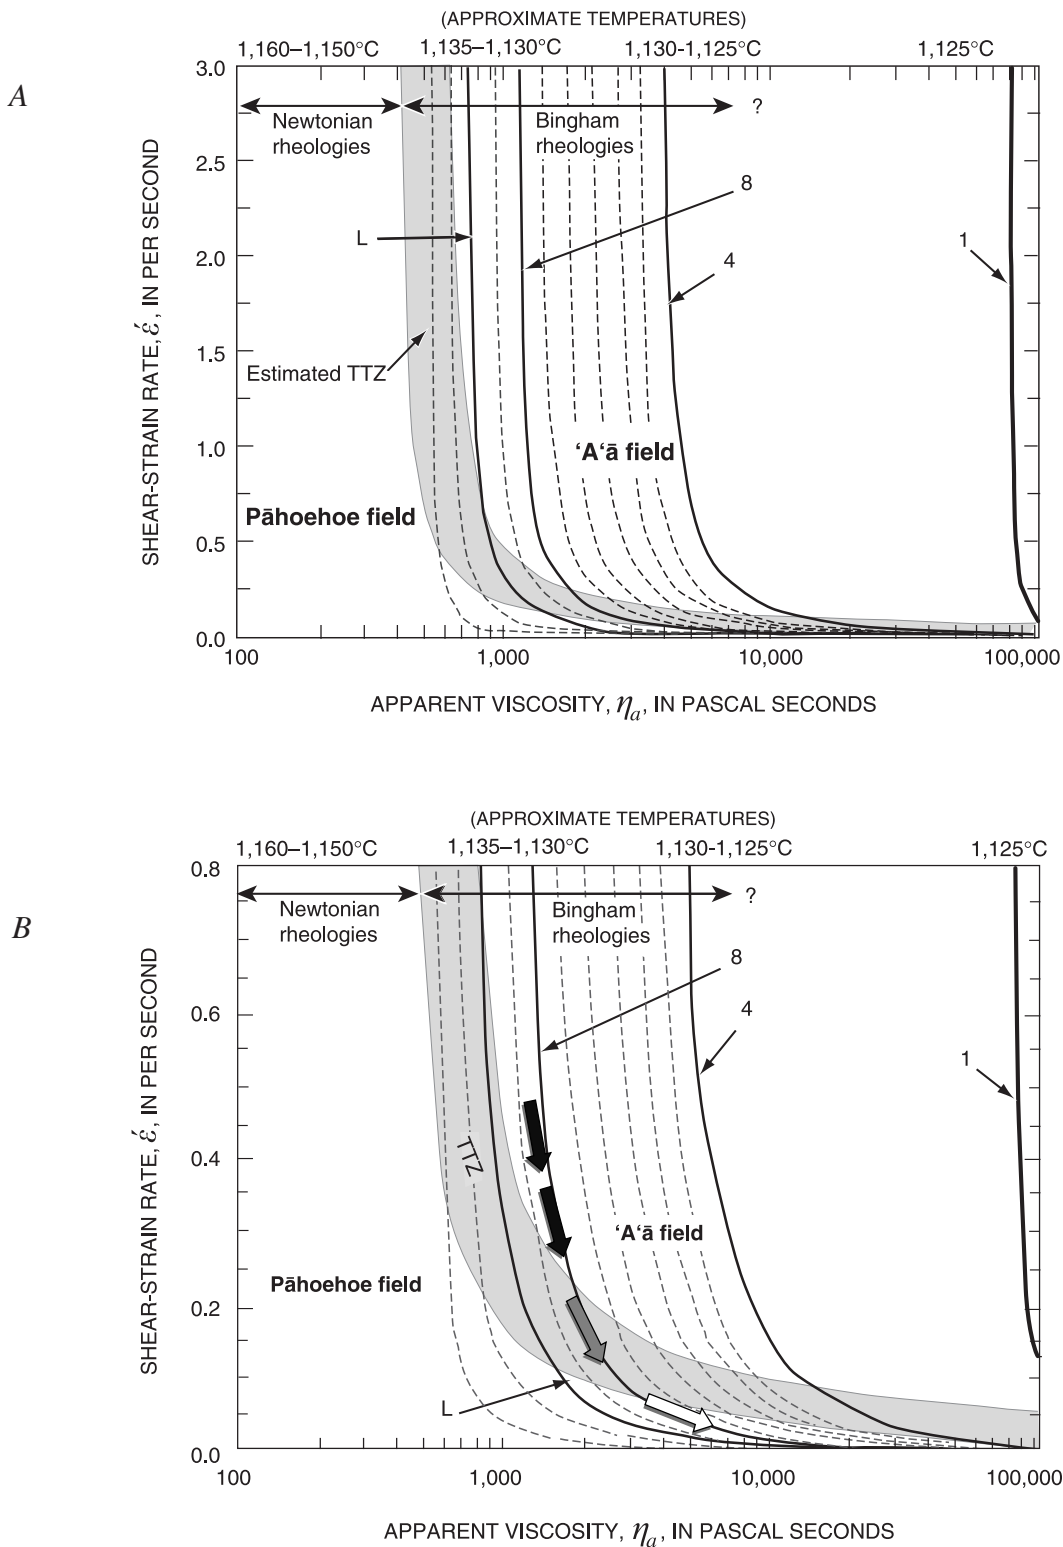 (APPROXIMATE TEMPERATURES)
1,160–1,150°C 1,135–1,130°C 1,130-1,125°C 1,125°C
A
3.0
?
Newtonian
rheologies
Bingham
rheologies
2.5
8
L
2.0
4
1
1.5
Estimated TTZ
1.0
ʻAʻā field
Pāhoehoe field
0.5
0.0
SHEAR-STRAIN RATE, έ, IN PER SECOND
100 1,000 10,000 100,000
APPARENT VISCOSITY, ηa, IN PASCAL SECONDS
(APPROXIMATE TEMPERATURES)
1,160–1,150°C 1,135–1,130°C 1,130-1,125°C 1,125°C
B
0.8
?
Newtonian
rheologies
Bingham
rheologies
8
4
0.6
1
0.4
TTZ
ʻAʻā field
Pāhoehoe field
0.2
L
0.0
SHEAR-STRAIN RATE, έ, IN PER SECOND
100 1,000 10,000 100,000
APPARENT VISCOSITY, ηa, IN PASCAL SECONDS